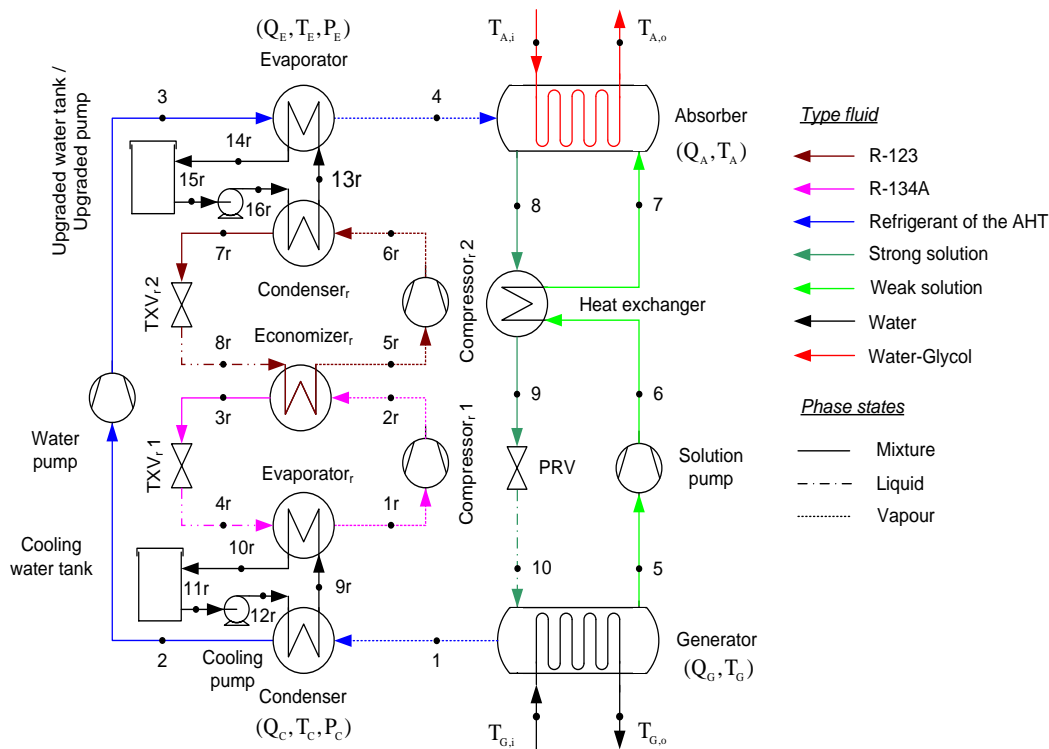 (Q_E, T_E, P_E)
Evaporator
T_A,i
T_A,o
3
4
Absorber
(Q_A, T_A)
Upgraded water tank /
Upgraded pump
14r
15r
16r
13r
7r
6r
8
7
TXV_r 2
Condenser_r
Compressor_r 2
Heat exchanger
Economizer_r
8r
5r
3r
2r
9
6
Water
pump
TXV_r 1
Evaporator_r
Compressor_r 1
PRV
Solution
pump
4r
1r
Cooling
water tank
10r
11r
12r
9r
10
5
2
Cooling
pump
1
Condenser
(Q_C, T_C, P_C)
Generator
(Q_G, T_G)
T_G,i
T_G,o
Type fluid
R-123
R-134A
Refrigerant of the AHT
Strong solution
Weak solution
Water
Water-Glycol
Phase states
Mixture
Liquid
Vapour